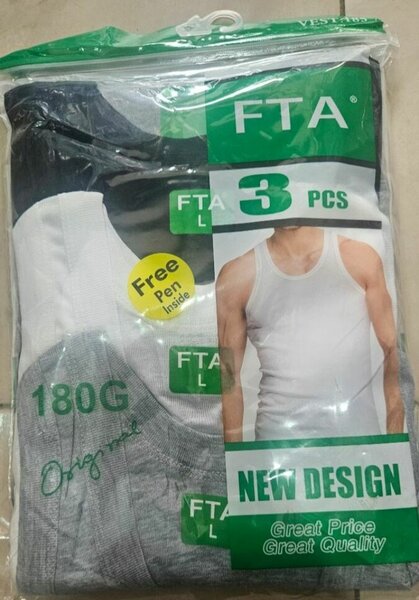 FTA®
3 PCS
FTA
L
Free
Pen
Inside
FTA
L
180G
Original
FTA
L
NEW DESIGN
Great Price
Great Quality